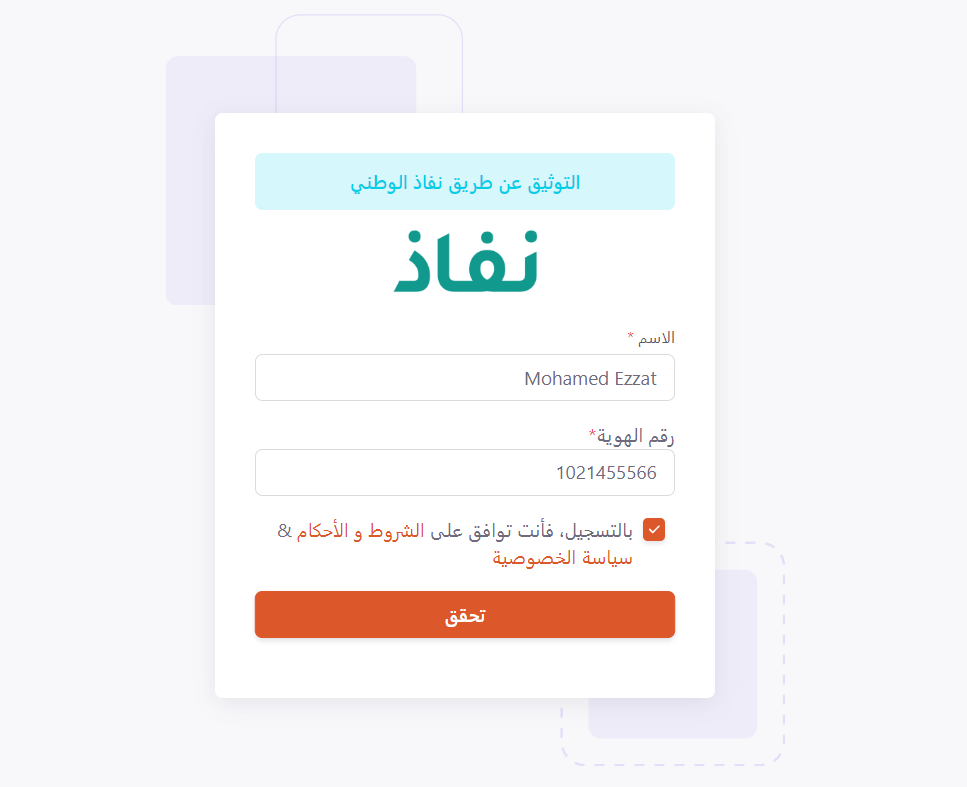 التوثيق عن طريق نفاذ الوطني
نفاذ
الاسم *
Mohamed Ezzat
رقم الهوية*
1021455566
بالتسجيل، فأنت توافق على الشروط و الأحكام &
سياسة الخصوصية
تحقق